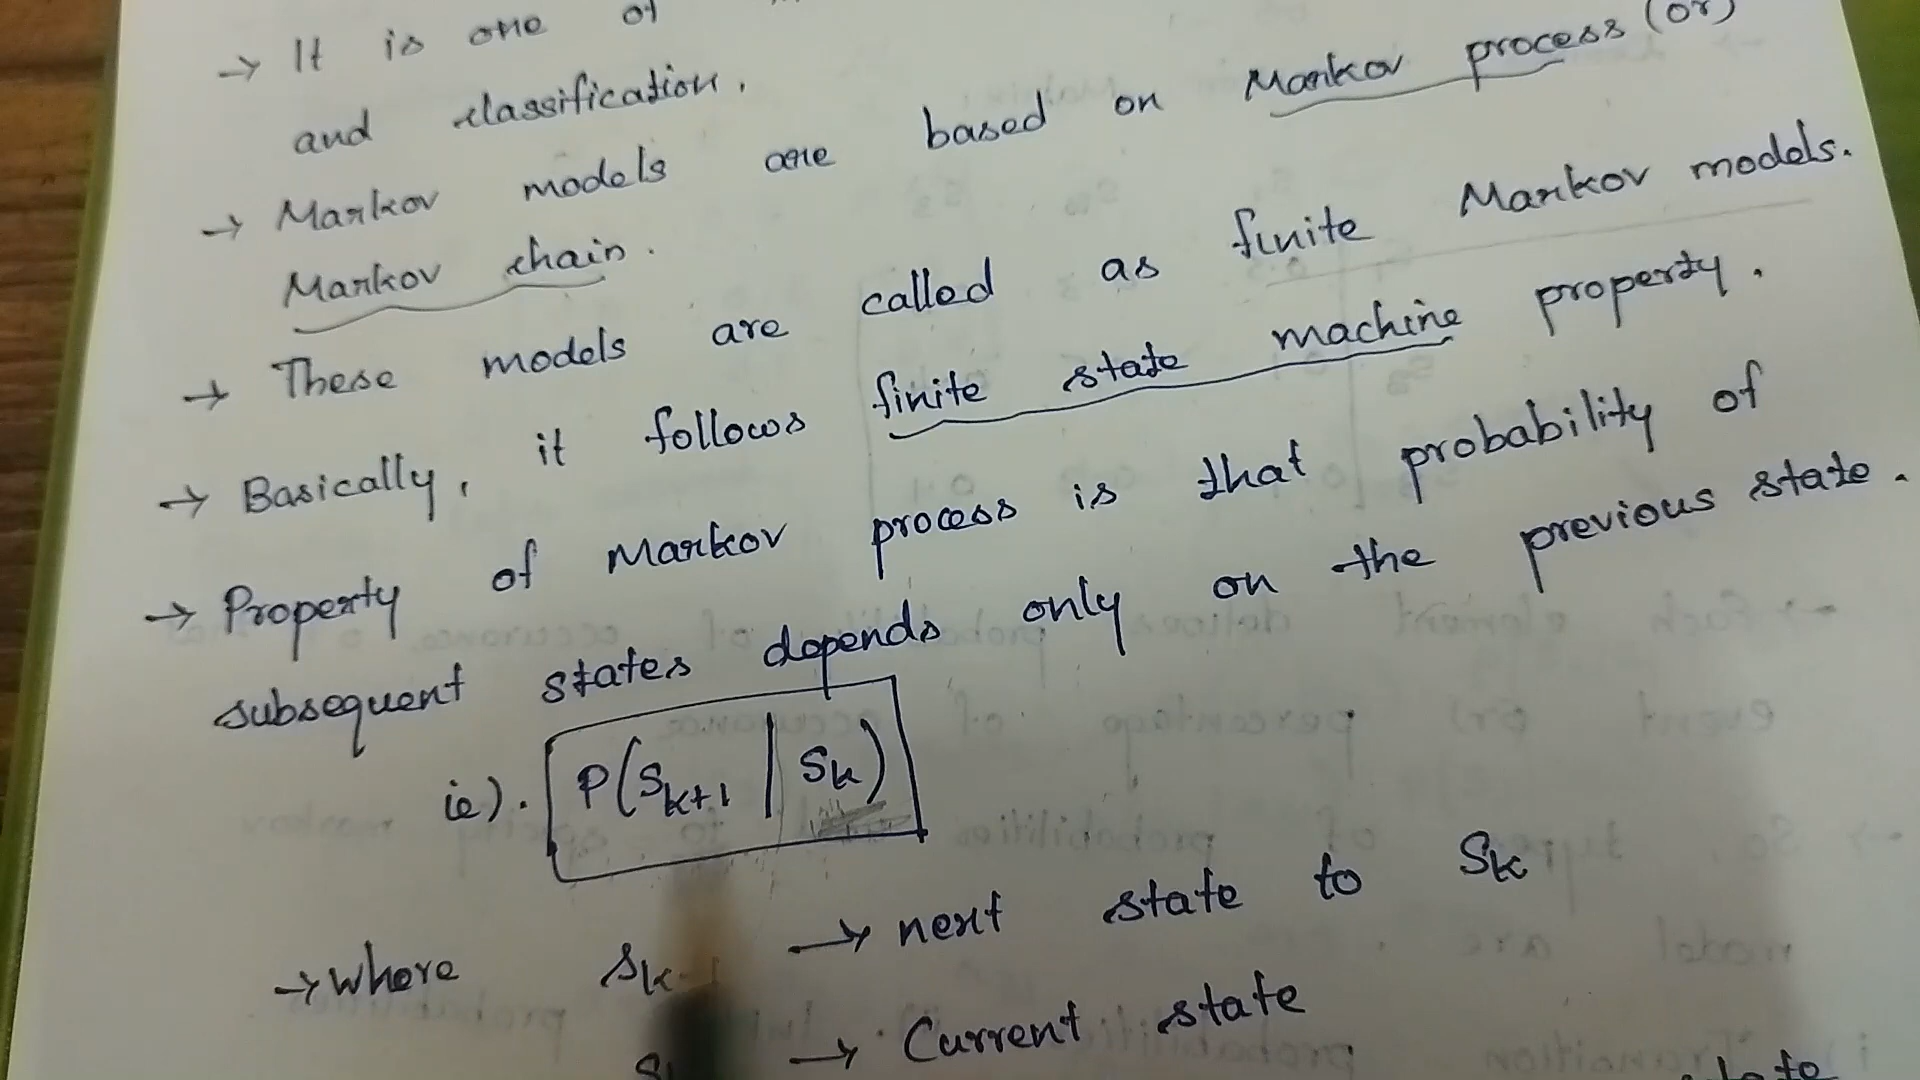 → It is one of
and classification.
→ Markov models are based on Markov process (or)
Markov chain.
→ These models are called as finite Markov models.
→ Basically, it follows finite state machine property.
→ Property of Markov process is that probability of
subsequent states depends only on the previous state.
ie). P(Sk+1 | Sk)
→ where Sk → next state to Sk
→ Current state